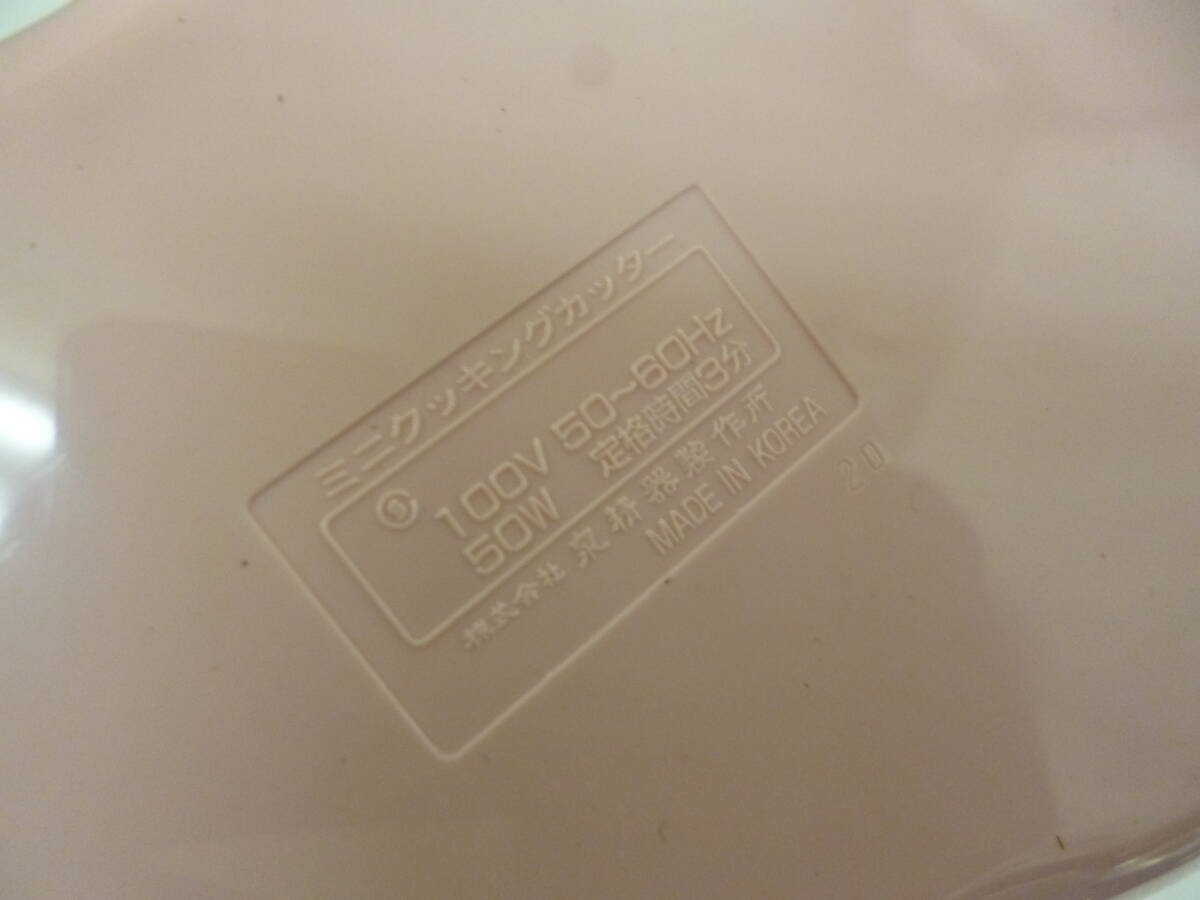 ミニクッキングカッター
100V 50~60Hz
50W 定格時間3分
株式会社 泉精器製作所
MADE IN KOREA
20